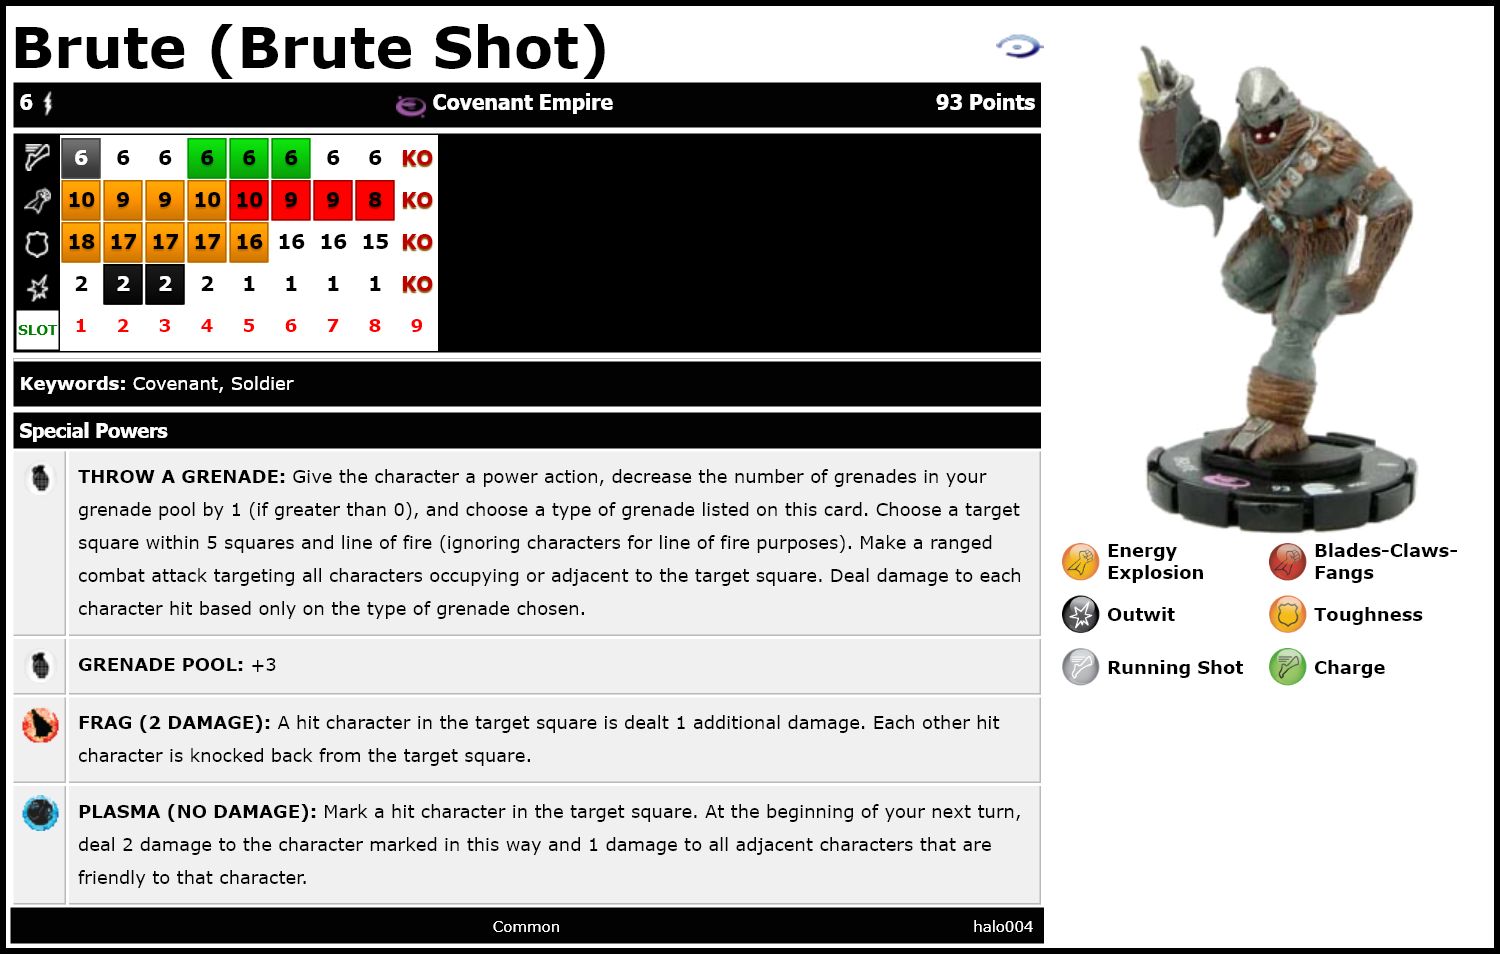 Brute (Brute Shot)
6 Covenant Empire 93 Points
6 6 6 6 6 6 6 6 KO
10 9 9 10 10 9 9 8 KO
18 17 17 17 16 16 16 15 KO
2 2 2 2 1 1 1 1 KO
SLOT 1 2 3 4 5 6 7 8 9
Keywords: Covenant, Soldier
Special Powers
THROW A GRENADE: Give the character a power action, decrease the number of grenades in your
grenade pool by 1 (if greater than 0), and choose a type of grenade listed on this card. Choose a target
square within 5 squares and line of fire (ignoring characters for line of fire purposes). Make a ranged
combat attack targeting all characters occupying or adjacent to the target square. Deal damage to each
character hit based only on the type of grenade chosen.
GRENADE POOL: +3
FRAG (2 DAMAGE): A hit character in the target square is dealt 1 additional damage. Each other hit
character is knocked back from the target square.
PLASMA (NO DAMAGE): Mark a hit character in the target square. At the beginning of your next turn,
deal 2 damage to the character marked in this way and 1 damage to all adjacent characters that are
friendly to that character.
Common halo004
93
Energy
Explosion
Blades-Claws-
Fangs
Outwit
Toughness
Running Shot
Charge